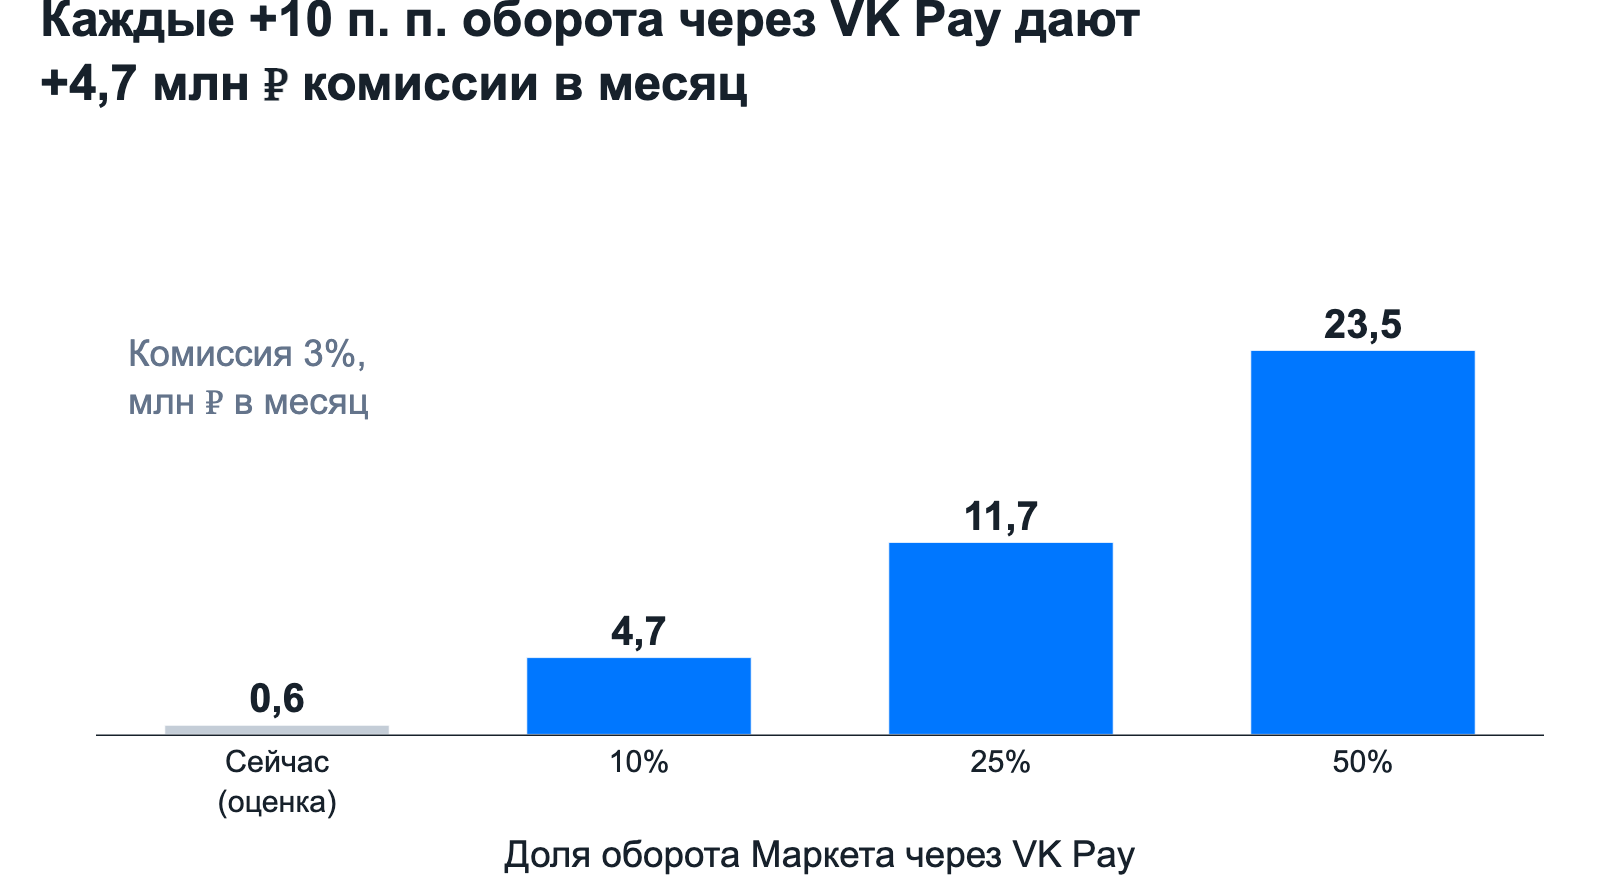 Каждые +10 п. п. оборота через VK Pay дают
+4,7 млн ₽ комиссии в месяц
Комиссия 3%,
млн ₽ в месяц
0,6
4,7
11,7
23,5
Сейчас
(оценка)
10%
25%
50%
Доля оборота Маркета через VK Pay